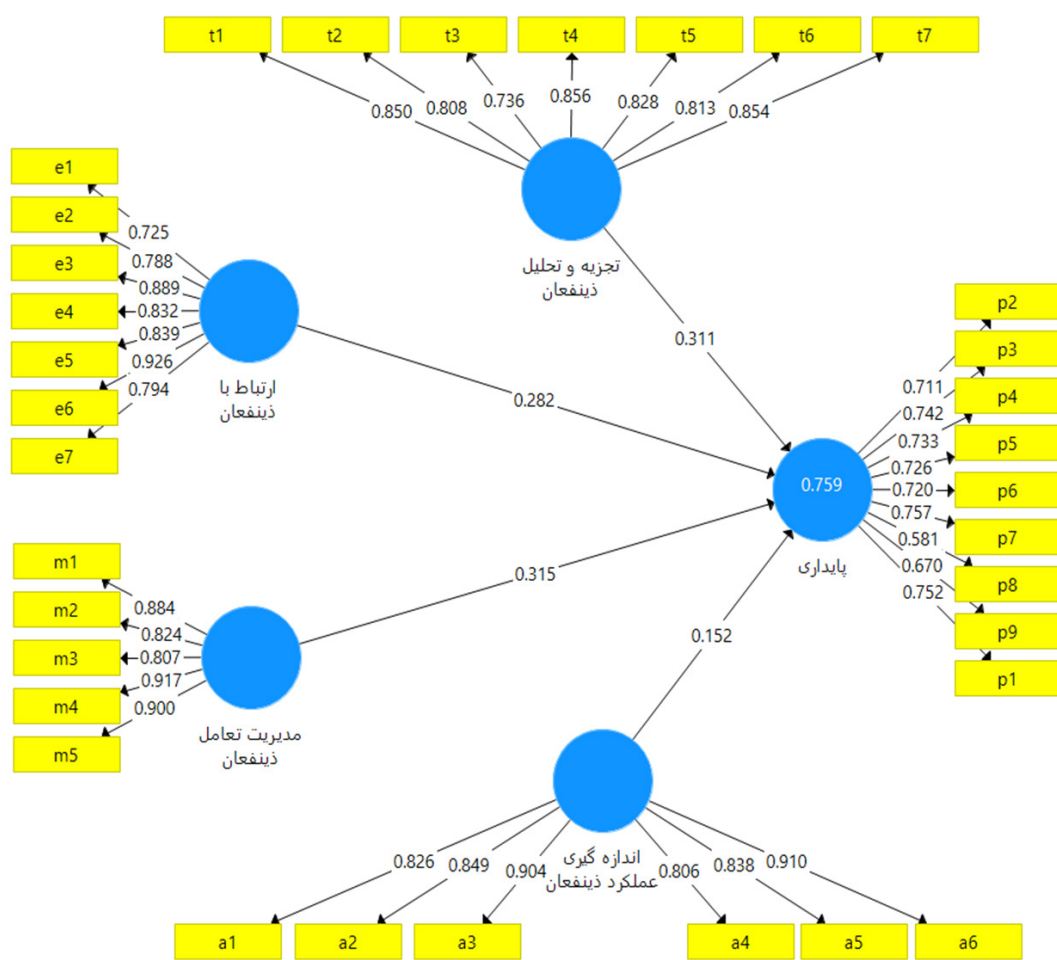 t1
t2
t3
t4
t5
t6
t7
0.850
0.808
0.736
0.856
0.828
0.813
0.854
تجزیه و تحلیل
ذینفعان
e1
e2
e3
e4
e5
e6
e7
0.725
0.788
0.889
0.832
0.839
0.926
0.794
ارتباط با
ذینفعان
0.311
0.282
0.315
0.152
0.759
پایداری
p2
p3
p4
p5
p6
p7
p8
p9
p1
0.711
0.742
0.733
0.726
0.720
0.757
0.581
0.670
0.752
m1
m2
m3
m4
m5
0.884
0.824
0.807
0.917
0.900
مدیریت تعامل
ذینفعان
اندازه گیری
عملکرد ذینفعان
0.826
0.849
0.904
0.806
0.838
0.910
a1
a2
a3
a4
a5
a6